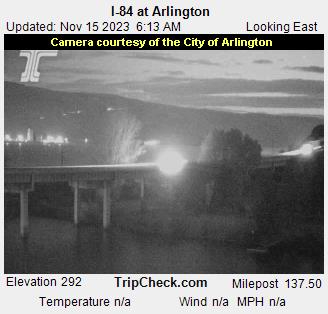 I-84 at Arlington
Updated: Nov 15 2023 6:13 AM Looking East
Camera courtesy of the City of Arlington
Elevation 292 TripCheck.com Milepost 137.50
Temperature n/a Wind n/a MPH n/a